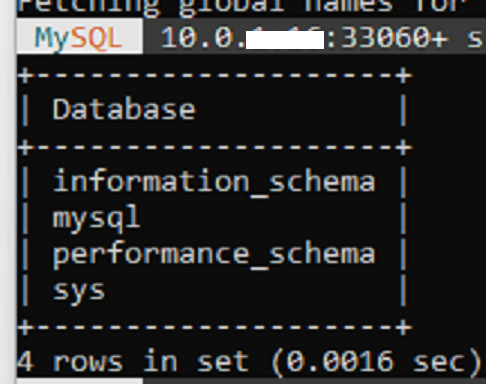 Fetching global names for
MySQL 10.0.:33060+ s
+--------------------+
| Database           |
+--------------------+
| information_schema |
| mysql              |
| performance_schema |
| sys                |
+--------------------+
4 rows in set (0.0016 sec)